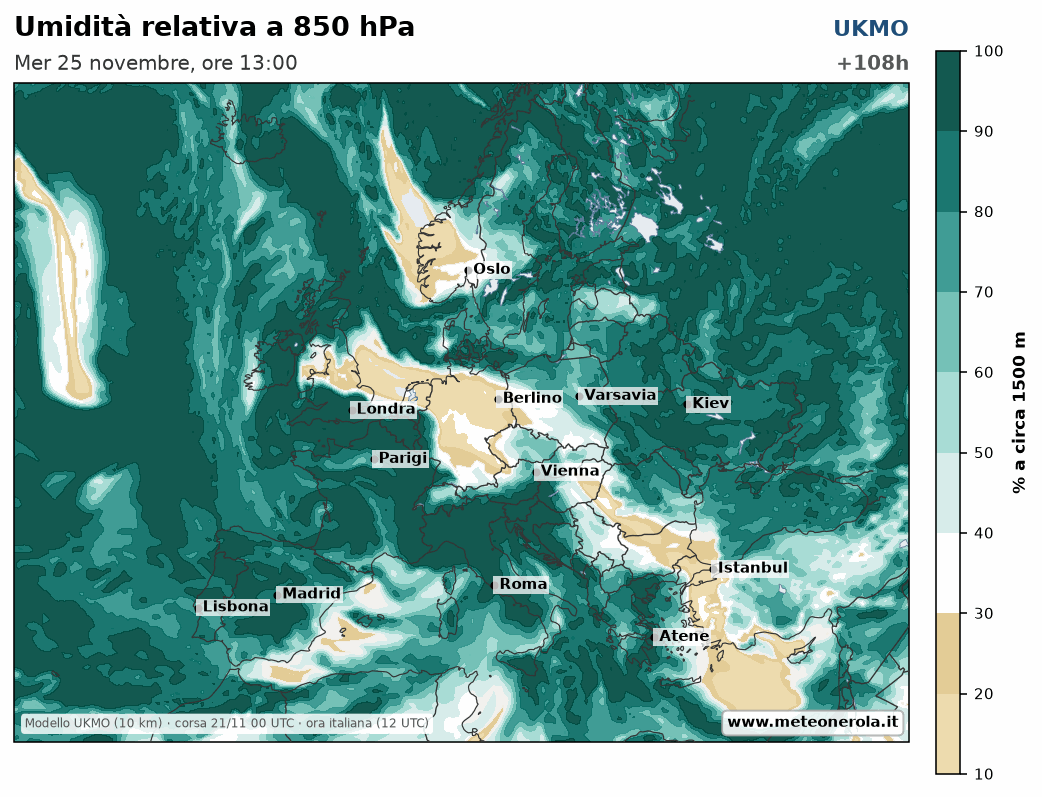 Umidità relativa a 850 hPa
UKMO
Mer 25 novembre, ore 13:00
+108h
100
90
80
70
60
50
40
30
20
10
% a circa 1500 m
Oslo
Londra
Berlino
Varsavia
Kiev
Parigi
Vienna
Istanbul
Roma
Madrid
Lisbona
Atene
Modello UKMO (10 km) · corsa 21/11 00 UTC · ora italiana (12 UTC)
www.meteonerola.it